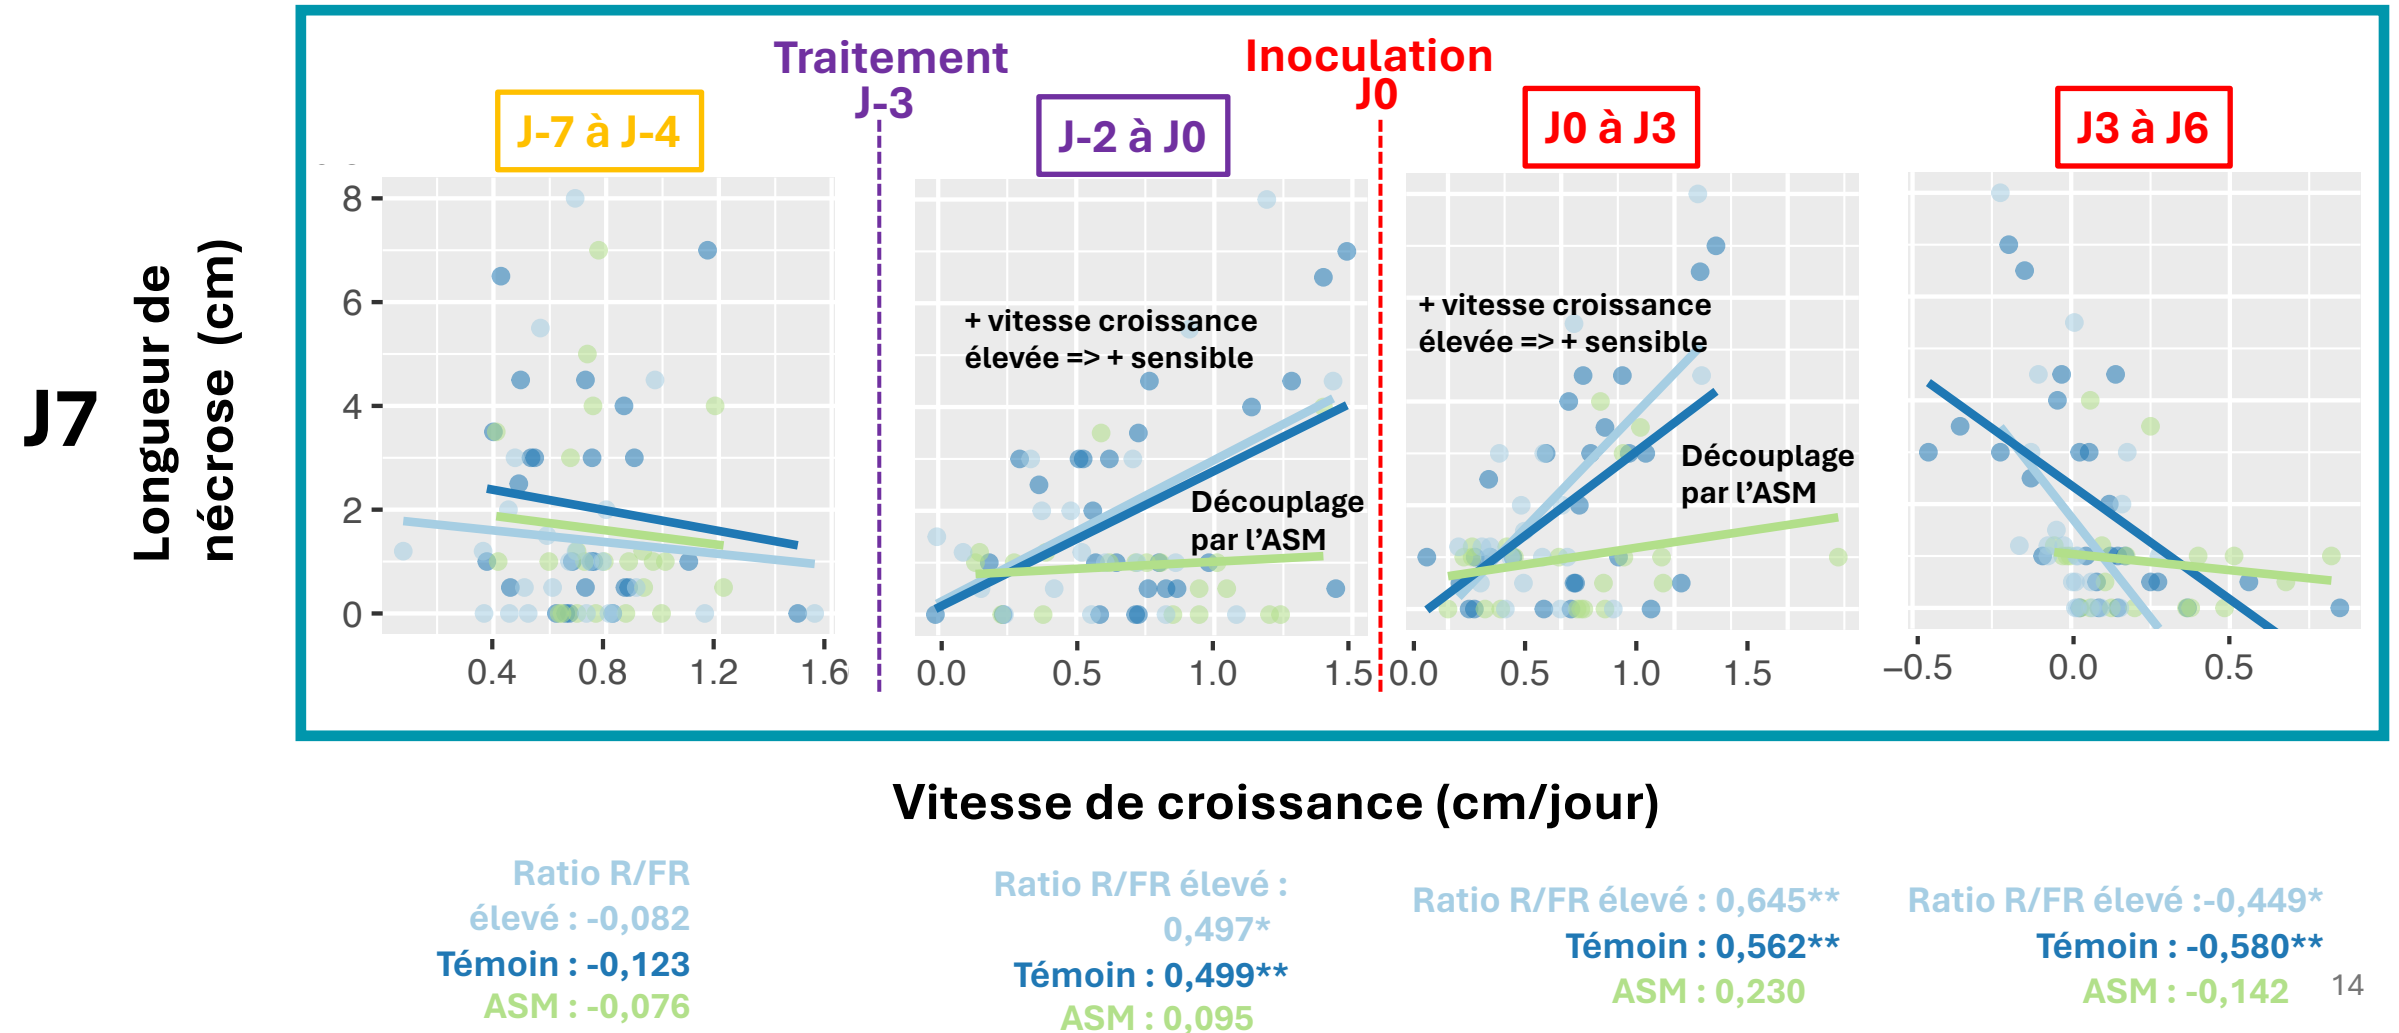 Traitement
J-3
Inoculation
J0
J-7 à J-4
J-2 à J0
J0 à J3
J3 à J6
J7
Longueur de
nécrose (cm)
8
6
4
2
0
+ vitesse croissance
élevée => + sensible
Découplage
par l’ASM
+ vitesse croissance
élevée => + sensible
Découplage
par l’ASM
0.4 0.8 1.2 1.6
0.0 0.5 1.0 1.5
0.0 0.5 1.0 1.5
−0.5 0.0 0.5
Vitesse de croissance (cm/jour)
Ratio R/FR
élevé : -0,082
Témoin : -0,123
ASM : -0,076
Ratio R/FR élevé :
0,497*
Témoin : 0,499**
ASM : 0,095
Ratio R/FR élevé : 0,645**
Témoin : 0,562**
ASM : 0,230
Ratio R/FR élevé :-0,449*
Témoin : -0,580**
ASM : -0,142
14